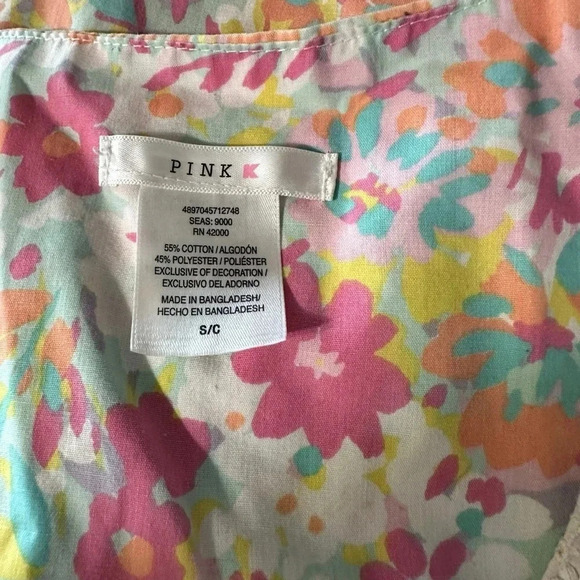 PINK K
4897045712748
SEAS: 9000
RN 42000
55% COTTON / ALGODÓN
45% POLYESTER / POLIÉSTER
EXCLUSIVE OF DECORATION /
EXCLUSIVO DEL ADORNO
MADE IN BANGLADESH/
HECHO EN BANGLADESH
S/C